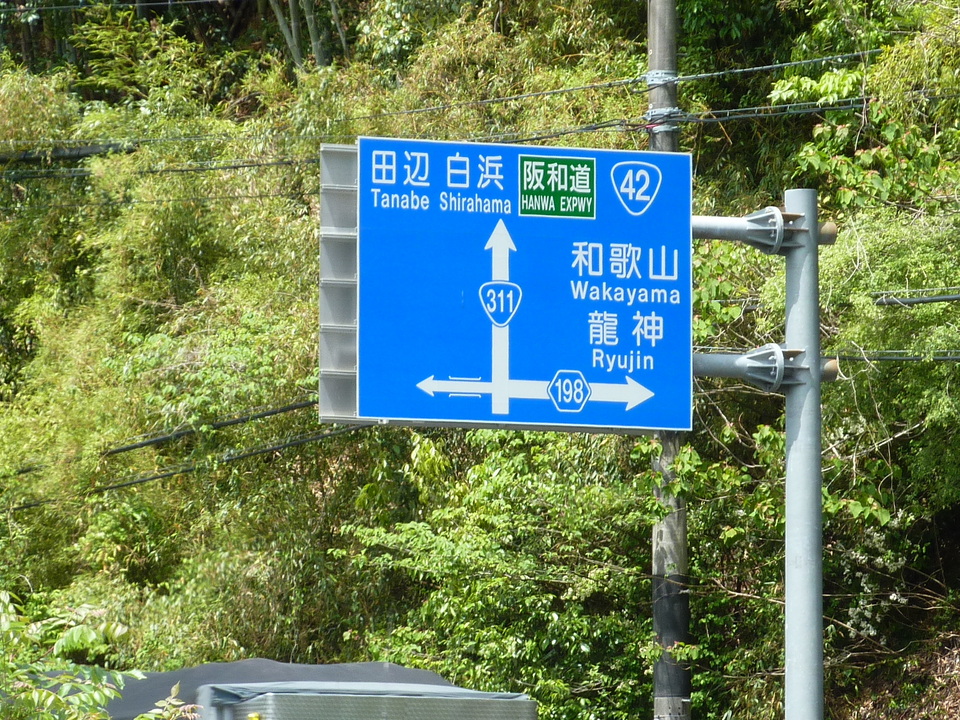 田辺 白浜
Tanabe Shirahama
阪和道
HANWA EXPWY
42
和歌山
Wakayama
311
龍神
Ryujin
198